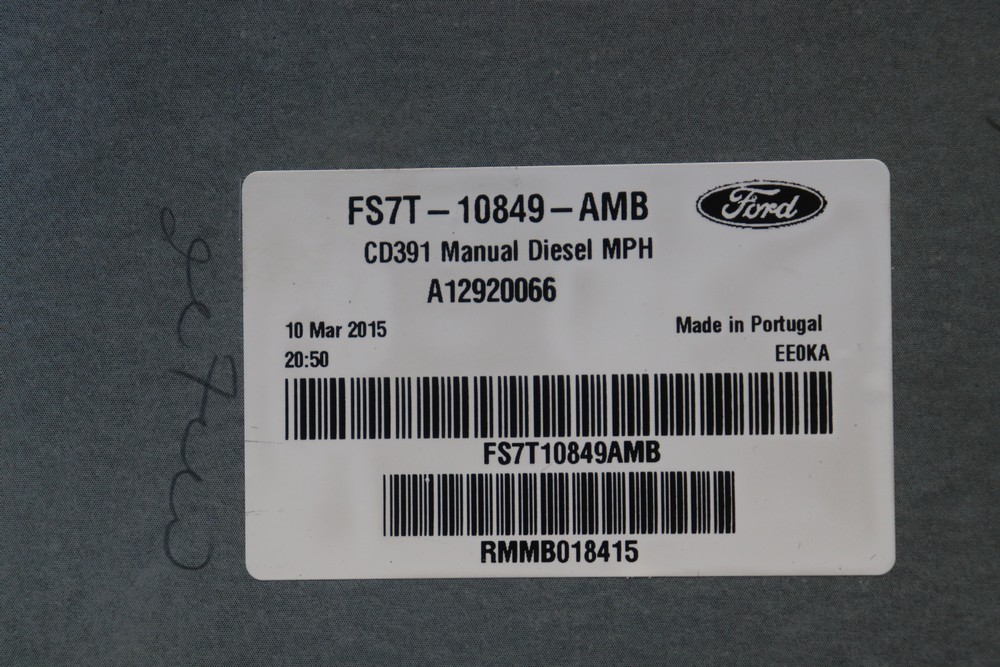 FS7T-10849-AMB
Ford
CD391 Manual Diesel MPH
A12920066
10 Mar 2015
Made in Portugal
20:50
EE0KA
FS7T10849AMB
RMMB018415